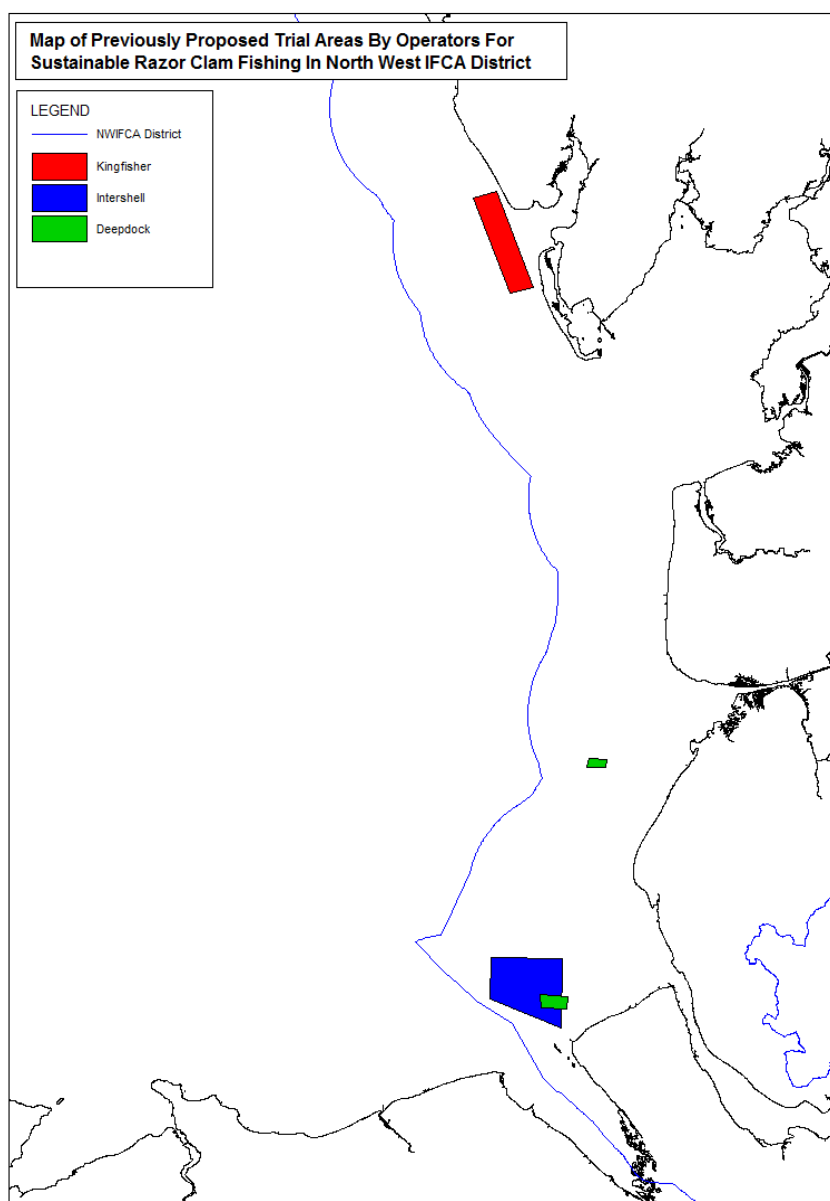 Map of Previously Proposed Trial Areas By Operators For
Sustainable Razor Clam Fishing In North West IFCA District
LEGEND
NWIFCA District
Kingfisher
Intershell
Deepdock